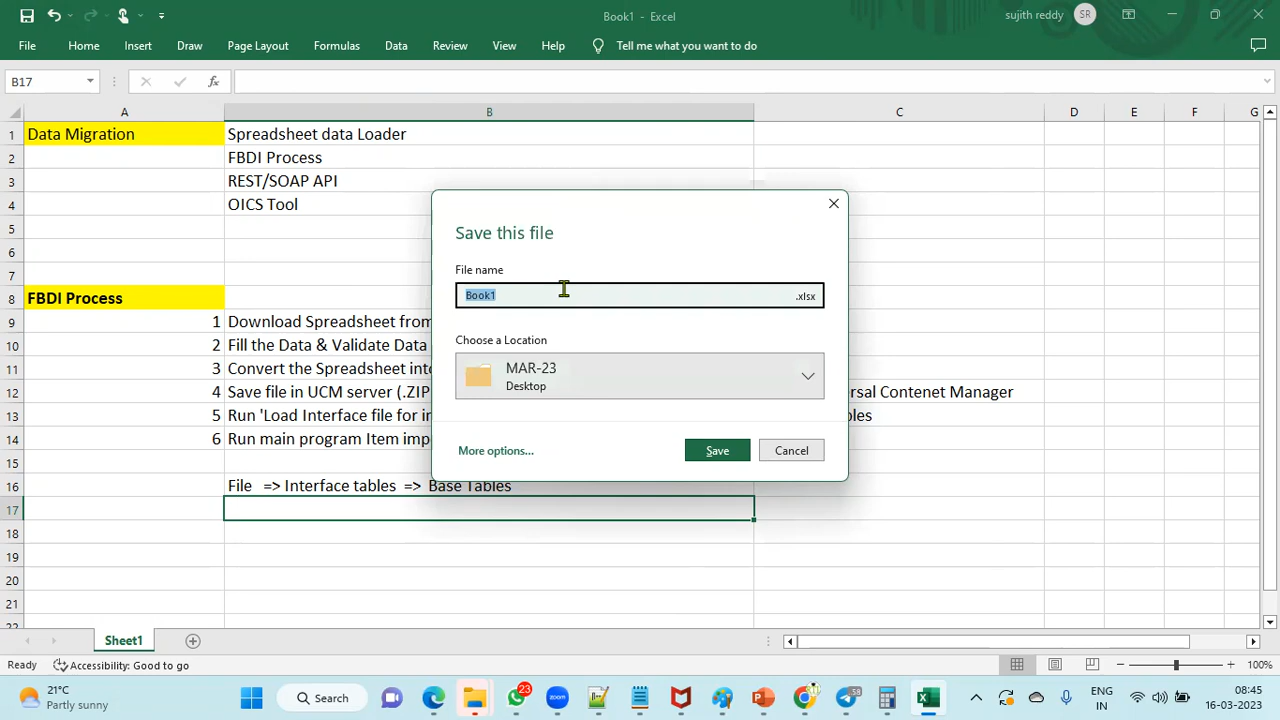 Book1 - Excel
sujith reddy
SR
File Home Insert Draw Page Layout Formulas Data Review View Help Tell me what you want to do
B17
fx
A B C D E F G
1 Data Migration Spreadsheet data Loader
2 FBDI Process
3 REST/SOAP API
4 OICS Tool
5
6
7
8 FBDI Process
9 1 Download Spreadsheet from
10 2 Fill the Data & Validate Data
11 3 Convert the Spreadsheet into
12 4 Save file in UCM server (.ZIP ersal Contenet Manager
13 5 Run 'Load Interface file for im bles
14 6 Run main program Item impo
15
16 File => Interface tables => Base Tables
17
18
19
20
21
22
Save this file
File name
Book1 .xlsx
Choose a Location
MAR-23
Desktop
More options...
Save
Cancel
Sheet1
Ready
Accessibility: Good to go
100%
21°C
Partly sunny
Search
23
zoom
58
ENG
IN
08:45
16-03-2023